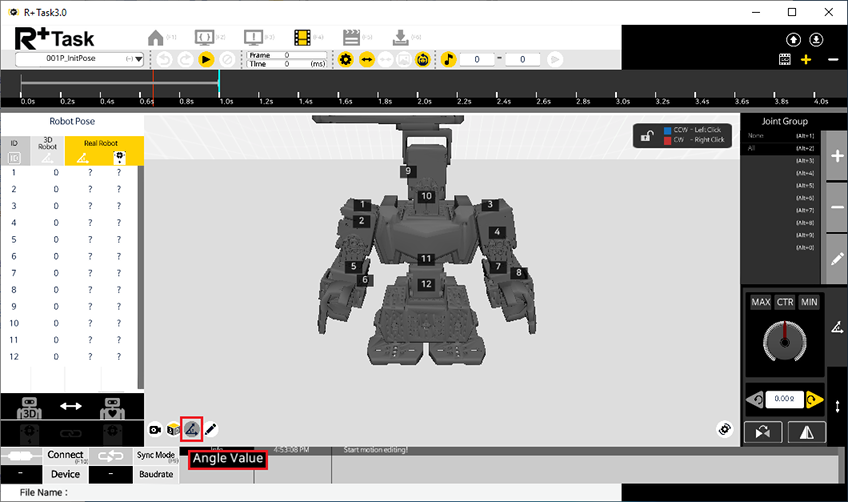 R+Task3.0
R+Task
(F1)
(F2)
(F3)
(F4)
(F5)
(F6)
001P_InitPose (-)
Frame 0
Time 0 (ms)
0 - 0
0.0s 0.2s 0.4s 0.6s 0.8s 1.0s 1.2s 1.4s 1.6s 1.8s 2.0s 2.2s 2.4s 2.6s 2.8s 3.0s 3.2s 3.4s 3.6s 3.8s 4.0s
Robot Pose
ID 3D Robot Real Robot
ID
1 0 ? ?
2 0 ? ?
3 0 ? ?
4 0 ? ?
5 0 ? ?
6 0 ? ?
7 0 ? ?
8 0 ? ?
9 0 ? ?
10 0 ? ?
11 0 ? ?
12 0 ? ?
3D
CCW - Left Click
CW - Right Click
9
10
1 3
2 4
11
5 7
6 8
12
Joint Group
None (Alt+1)
All (Alt+2)
(Alt+3)
(Alt+4)
(Alt+5)
(Alt+6)
(Alt+7)
(Alt+8)
(Alt+9)
(Alt+0)
MAX CTR MIN
Connect (F10) Sync Mode (F9)
- Device - Baudrate
Info 4:53:08 PM Start motion editing!
Angle Value
File Name :